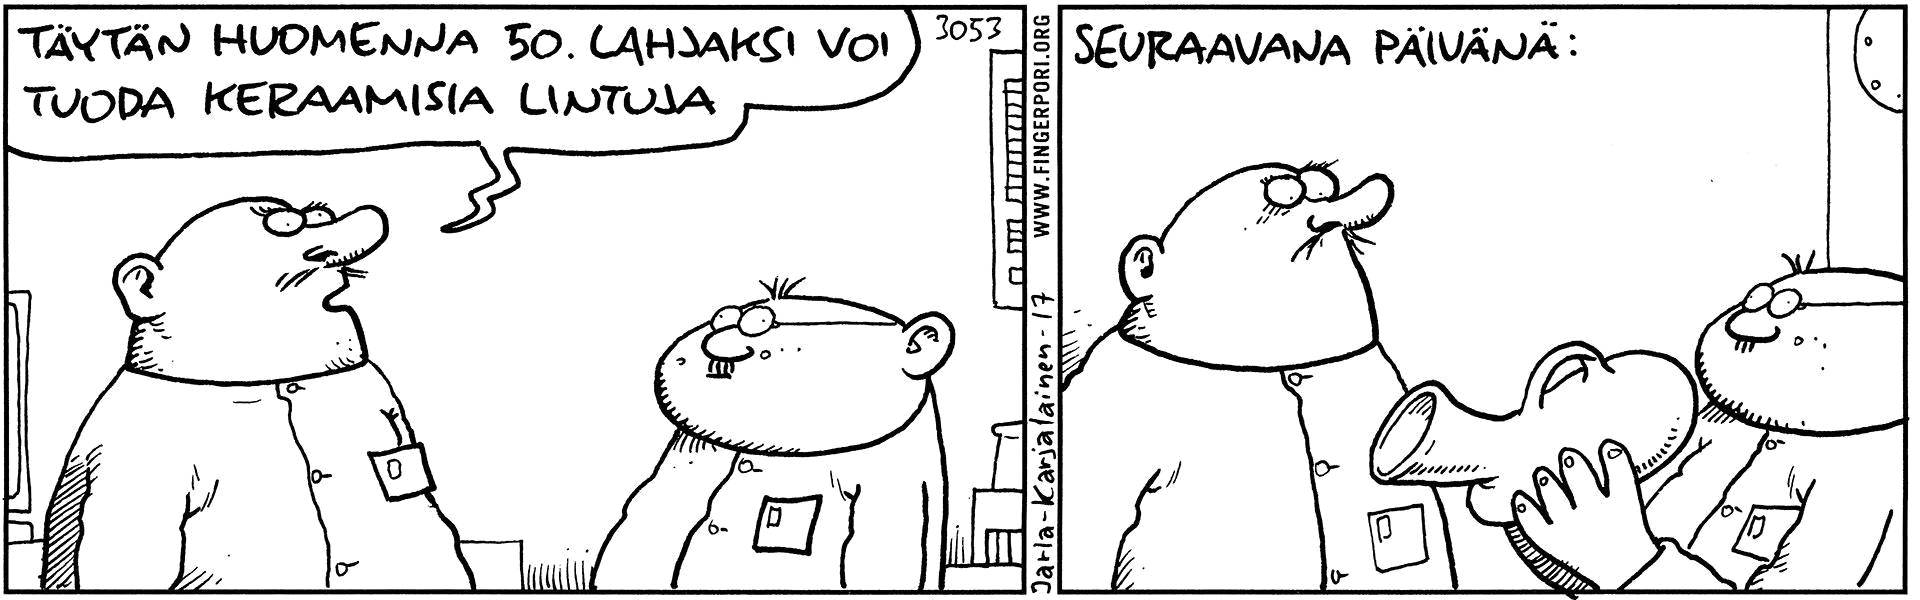 TÄYTÄN HUOMENNA 50. LAHJAKSI VOI
TUODA KERAAMISIA LINTUJA
3053
WWW.FINGERPORI.ORG
Jarla-Karjalainen-17
SEURAAVANA PÄIVÄNÄ: